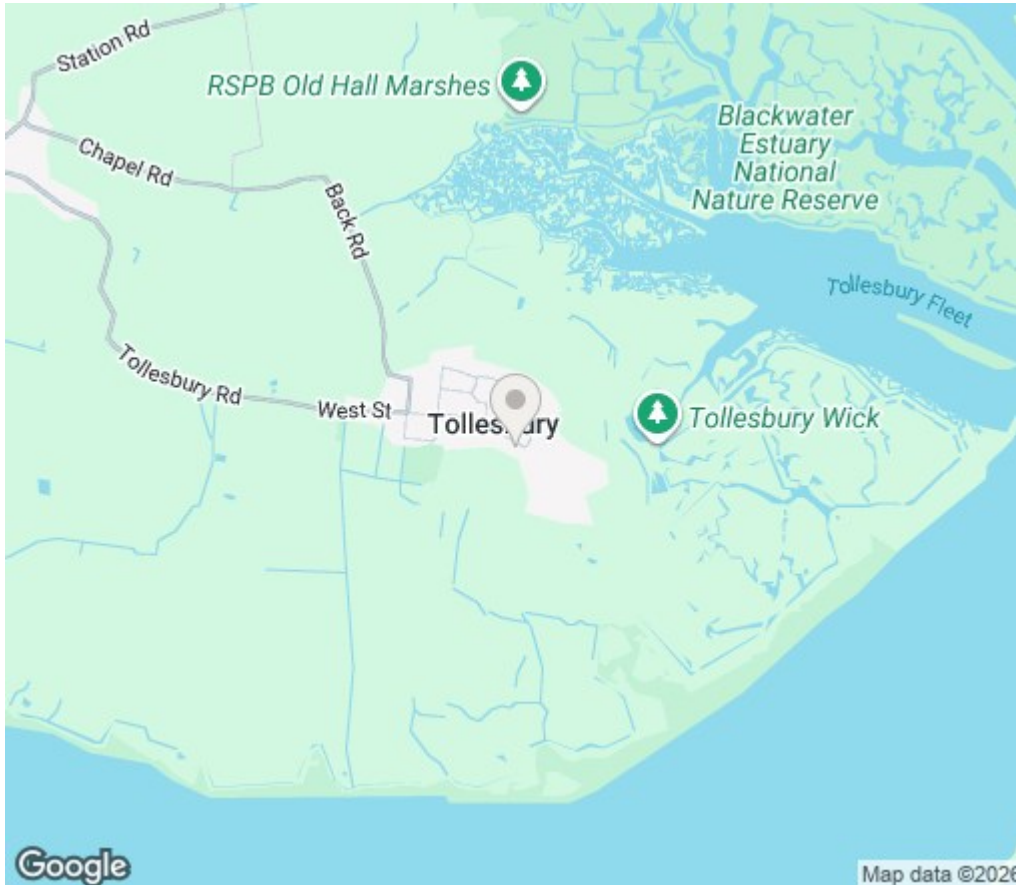 Station Rd
RSPB Old Hall Marshes
Blackwater
Estuary
National
Nature Reserve
Chapel Rd
Back Rd
Tollesbury Fleet
Tollesbury Rd
West St
Tollesbury
Tollesbury Wick
Google
Map data ©2026